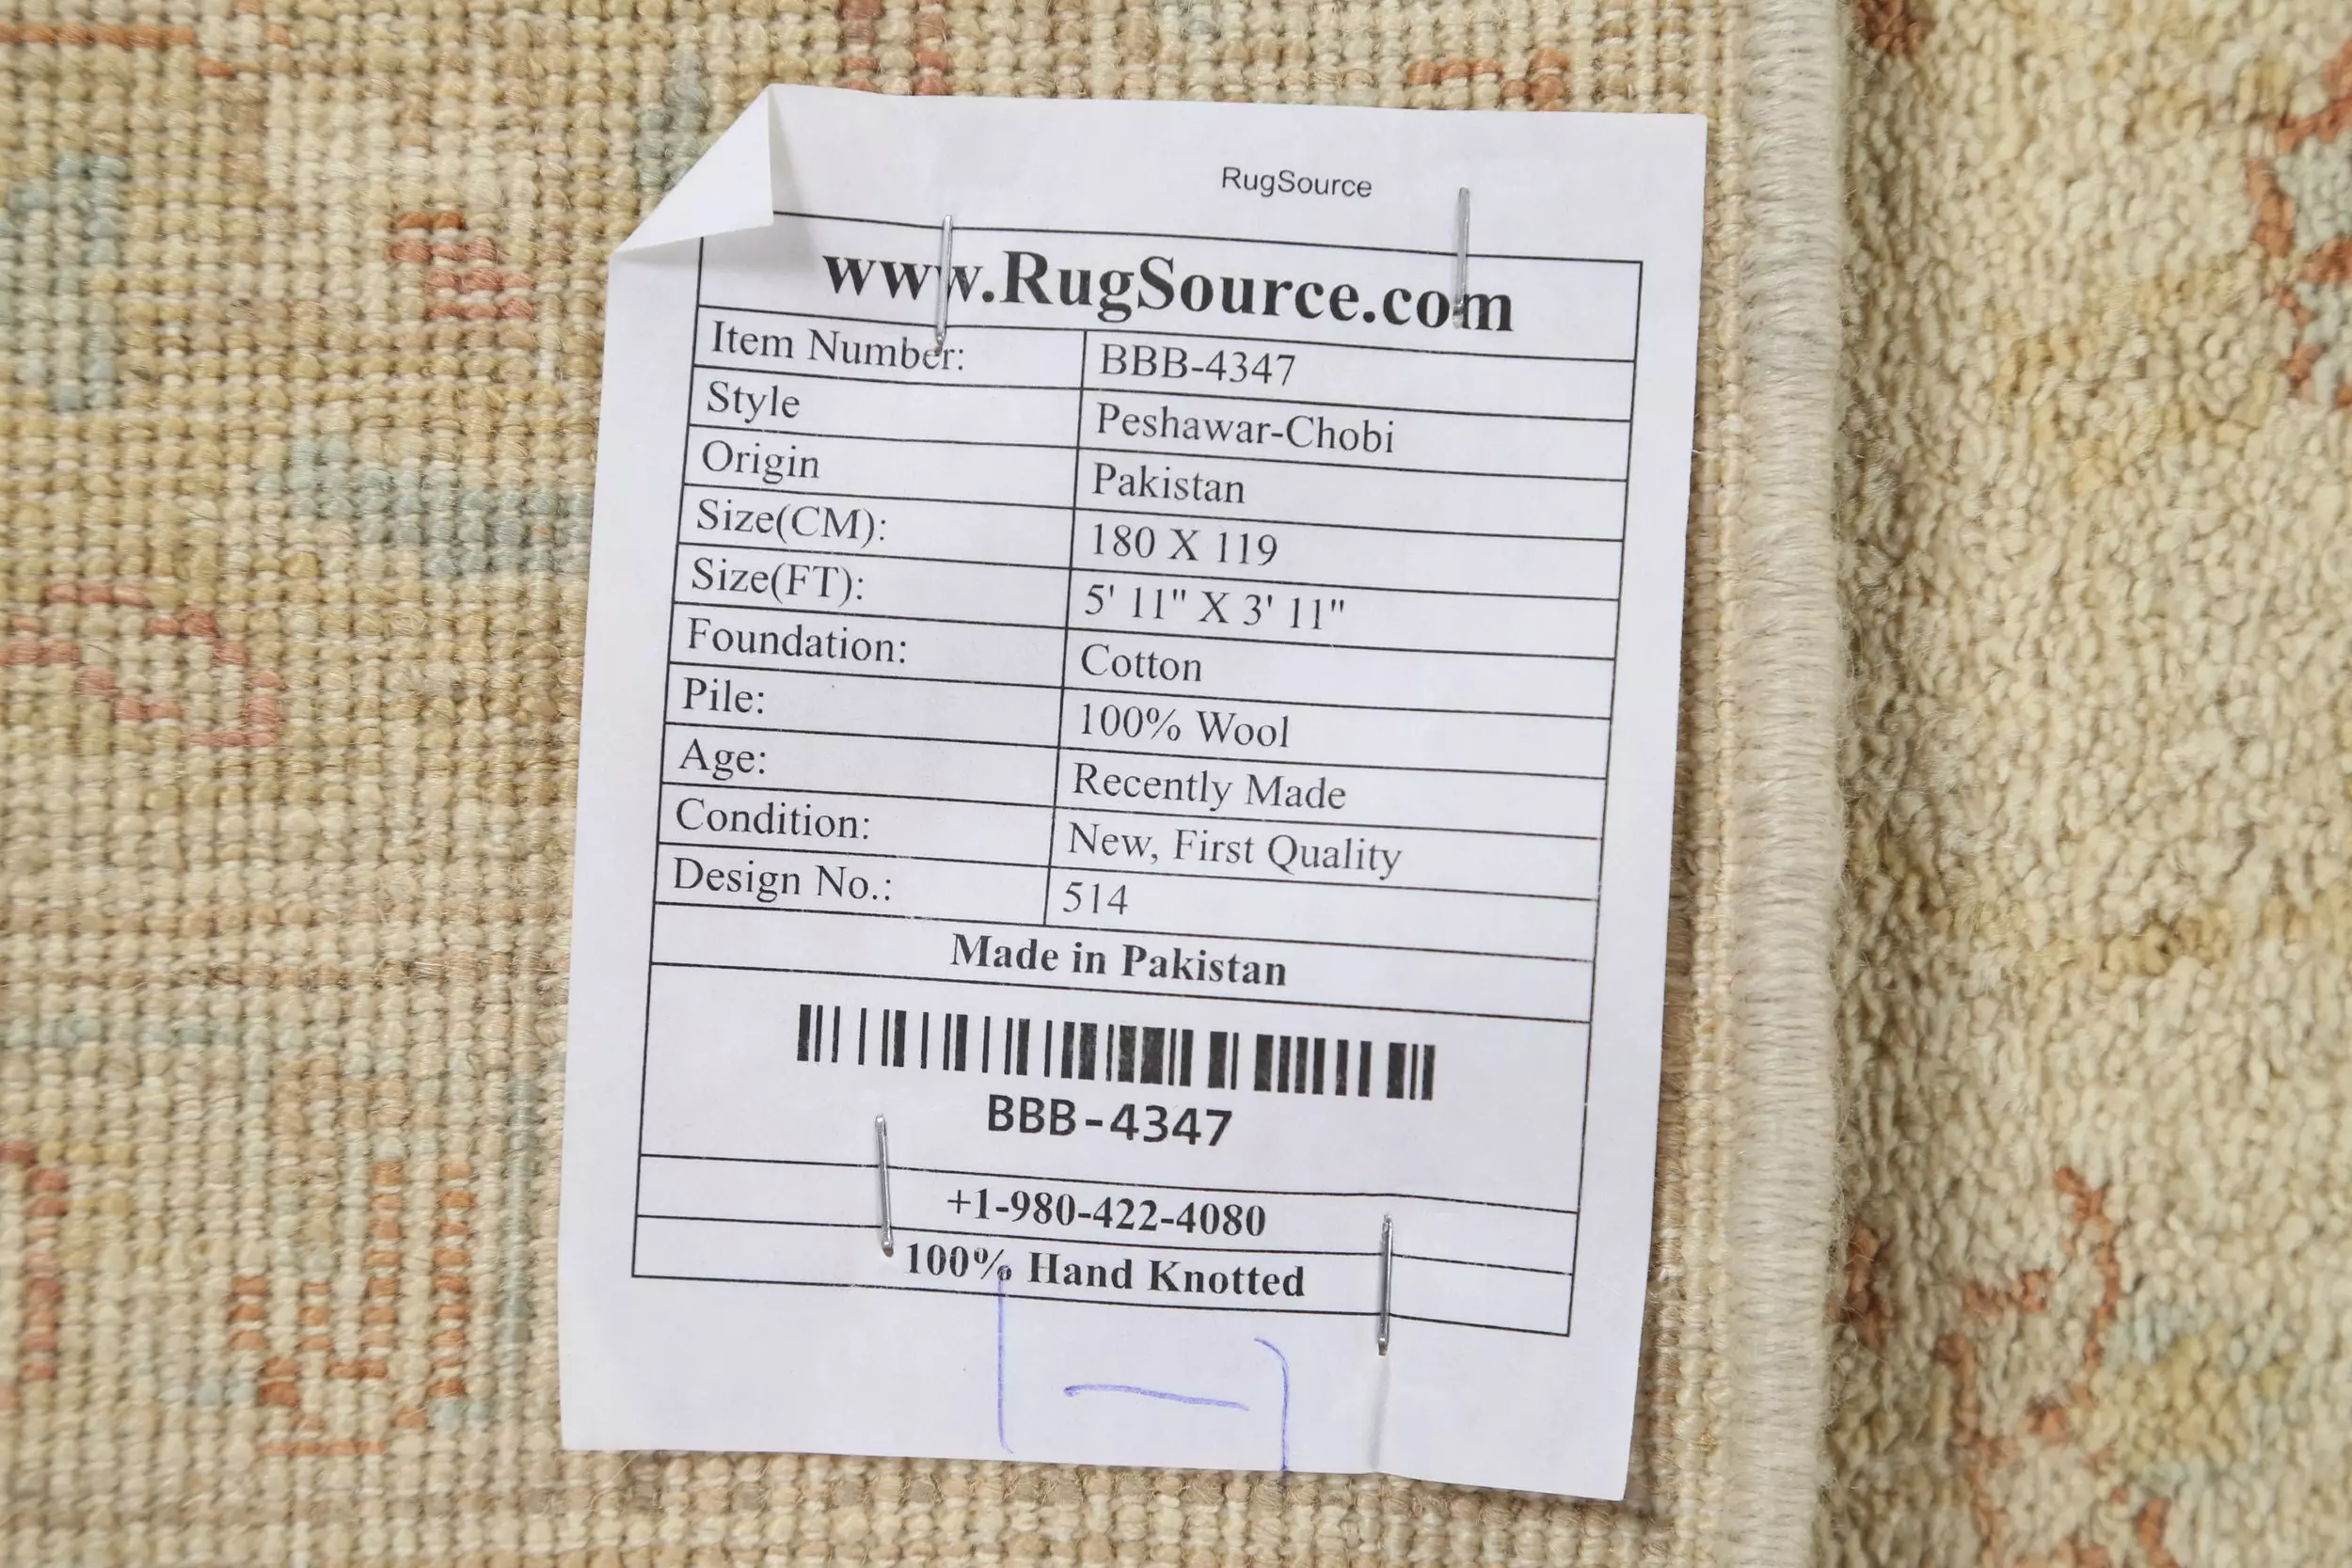 RugSource
www.RugSource.com
Item Number: BBB-4347
Style Peshawar-Chobi
Origin Pakistan
Size(CM): 180 X 119
Size(FT): 5' 11" X 3' 11"
Foundation: Cotton
Pile: 100% Wool
Age: Recently Made
Condition: New, First Quality
Design No.: 514
Made in Pakistan
BBB-4347
+1-980-422-4080
100% Hand Knotted